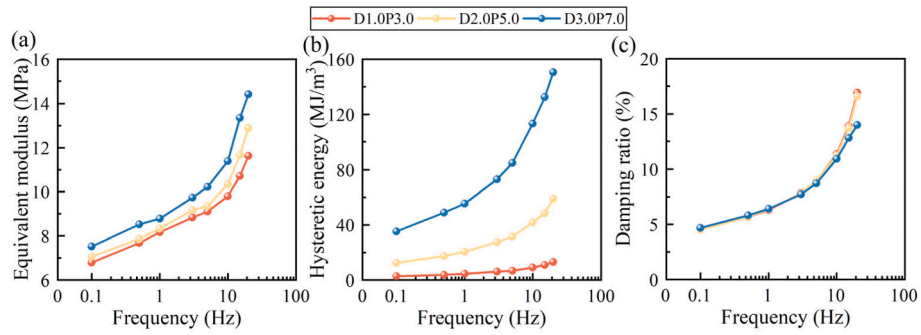 D1.0P3.0 D2.0P5.0 D3.0P7.0
(a) (b) (c)
Equivalent modulus (MPa)
16
14
12
10
8
6
0 0.1 1 10 100
Frequency (Hz)
Hysteretic energy (MJ/m³)
160
120
80
40
0
0 0.1 1 10 100
Frequency (Hz)
Damping ratio (%)
20
15
10
5
0
0 0.1 1 10 100
Frequency (Hz)